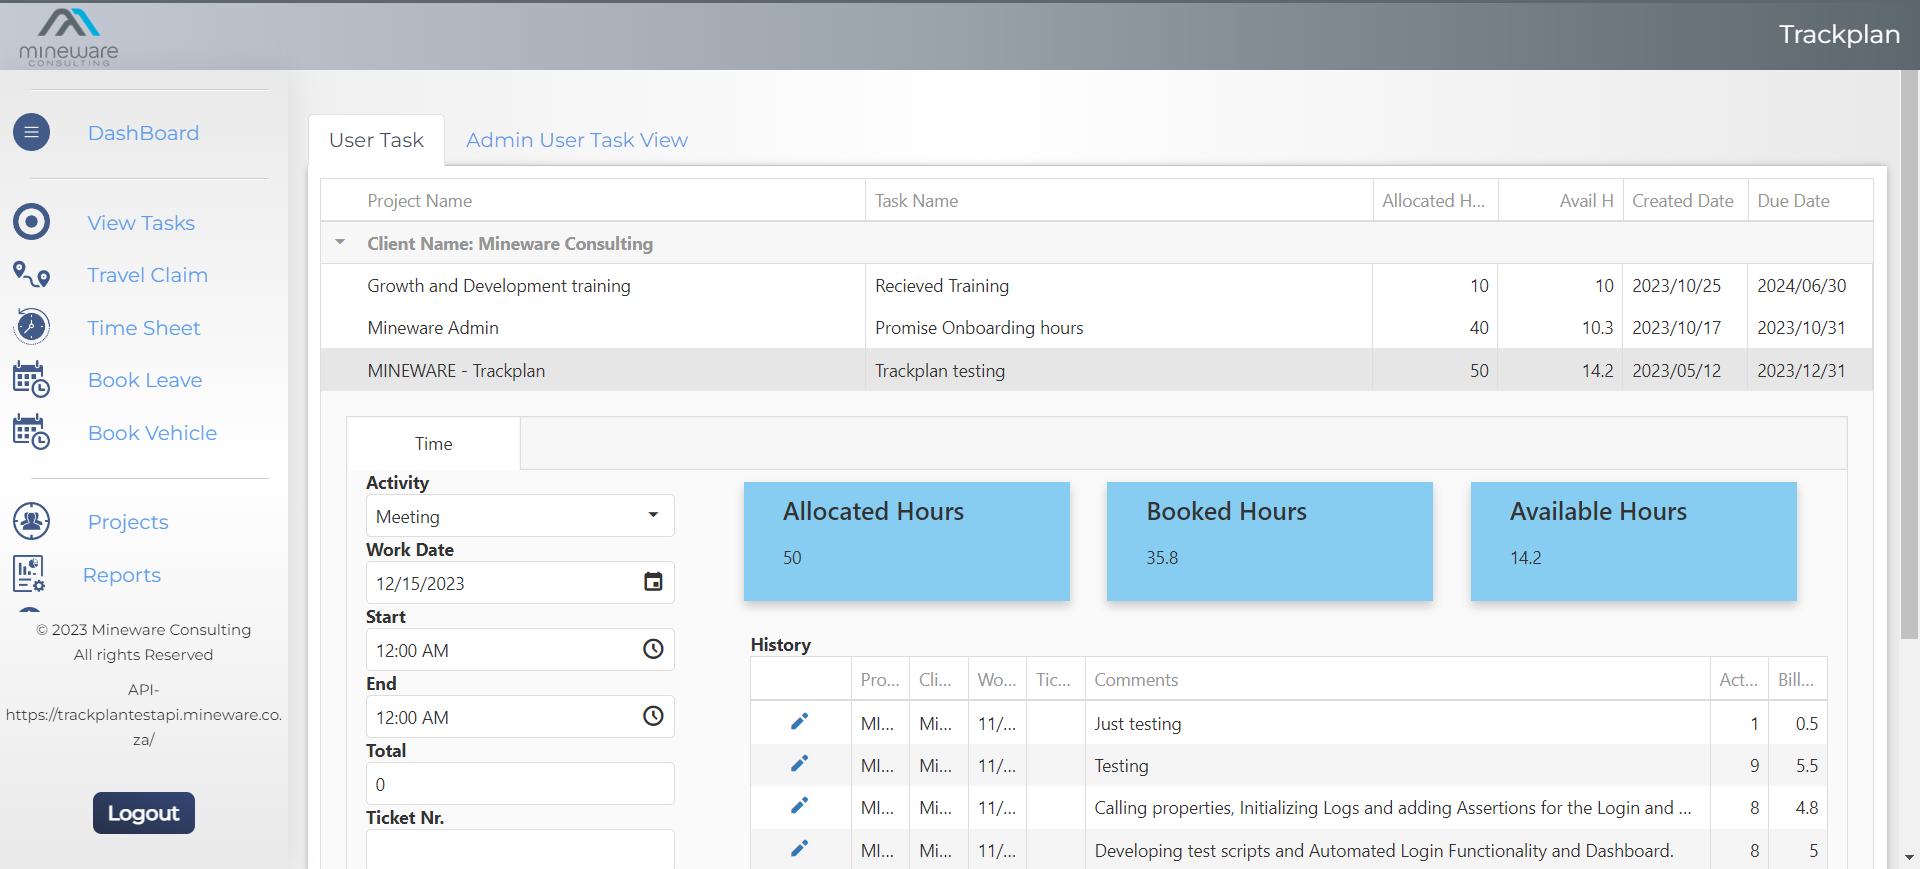 mineware
CONSULTING
Trackplan
DashBoard
View Tasks
Travel Claim
Time Sheet
Book Leave
Book Vehicle
Projects
Reports
© 2023 Mineware Consulting
All rights Reserved
API-
https://trackplantestapi.mineware.co.
za/
Logout
User Task
Admin User Task View
Project Name Task Name Allocated H... Avail H Created Date Due Date
Client Name: Mineware Consulting
Growth and Development training Recieved Training 10 10 2023/10/25 2024/06/30
Mineware Admin Promise Onboarding hours 40 10.3 2023/10/17 2023/10/31
MINEWARE - Trackplan Trackplan testing 50 14.2 2023/05/12 2023/12/31
Time
Activity
Meeting
Work Date
12/15/2023
Start
12:00 AM
End
12:00 AM
Total
0
Ticket Nr.
Allocated Hours
50
Booked Hours
35.8
Available Hours
14.2
History
Pro... Cli... Wo... Tic... Comments Act... Bill...
MI... Mi... 11/... Just testing 1 0.5
MI... Mi... 11/... Testing 9 5.5
MI... Mi... 11/... Calling properties, Initializing Logs and adding Assertions for the Login and ... 8 4.8
MI... Mi... 11/... Developing test scripts and Automated Login Functionality and Dashboard. 8 5